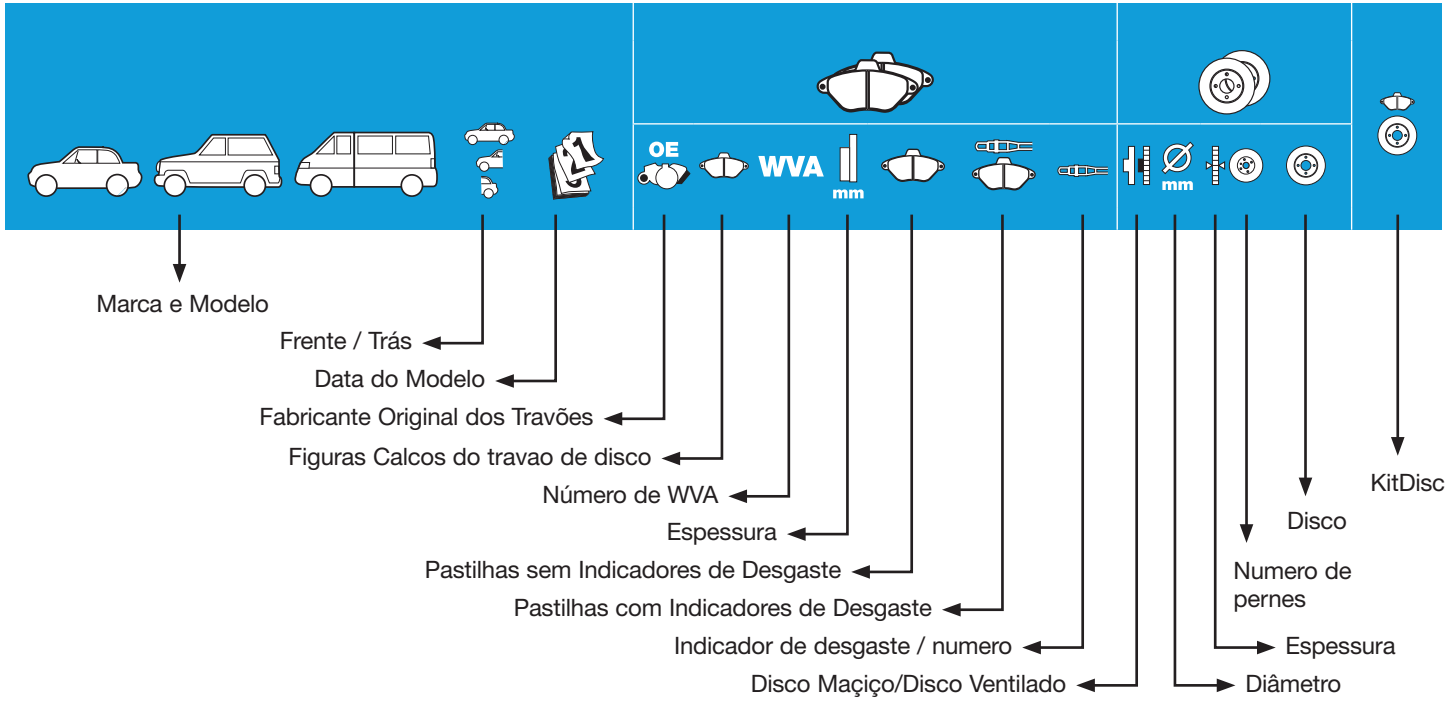 OE
WVA
mm
mm
21
Marca e Modelo
Frente / Trás
Data do Modelo
Fabricante Original dos Travões
Figuras Calcos do travao de disco
Número de WVA
KitDisc
Disco
Espessura
Pastilhas sem Indicadores de Desgaste
Numero de
pernes
Pastilhas com Indicadores de Desgaste
Indicador de desgaste / numero
Espessura
Disco Maçiço/Disco Ventilado
Diâmetro